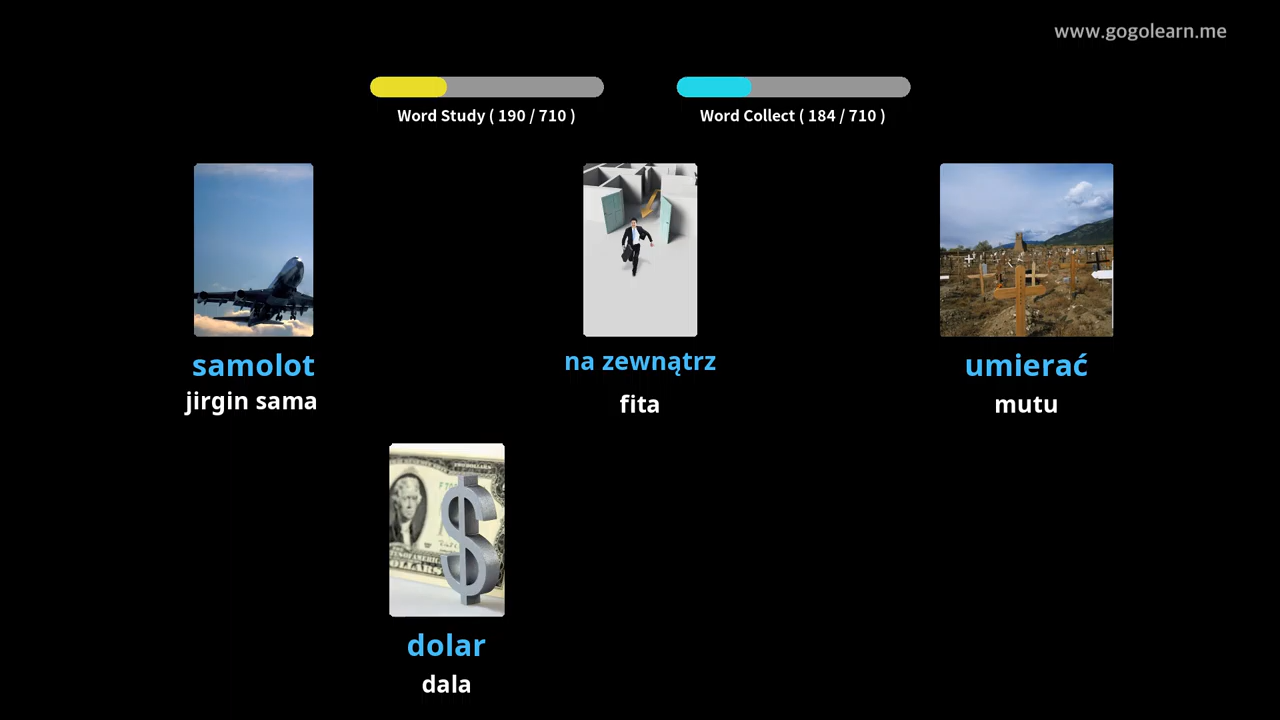 www.gogolearn.me
Word Study ( 190 / 710 )
Word Collect ( 184 / 710 )
samolot
jirgin sama
na zewnątrz
fita
umierać
mutu
dolar
dala